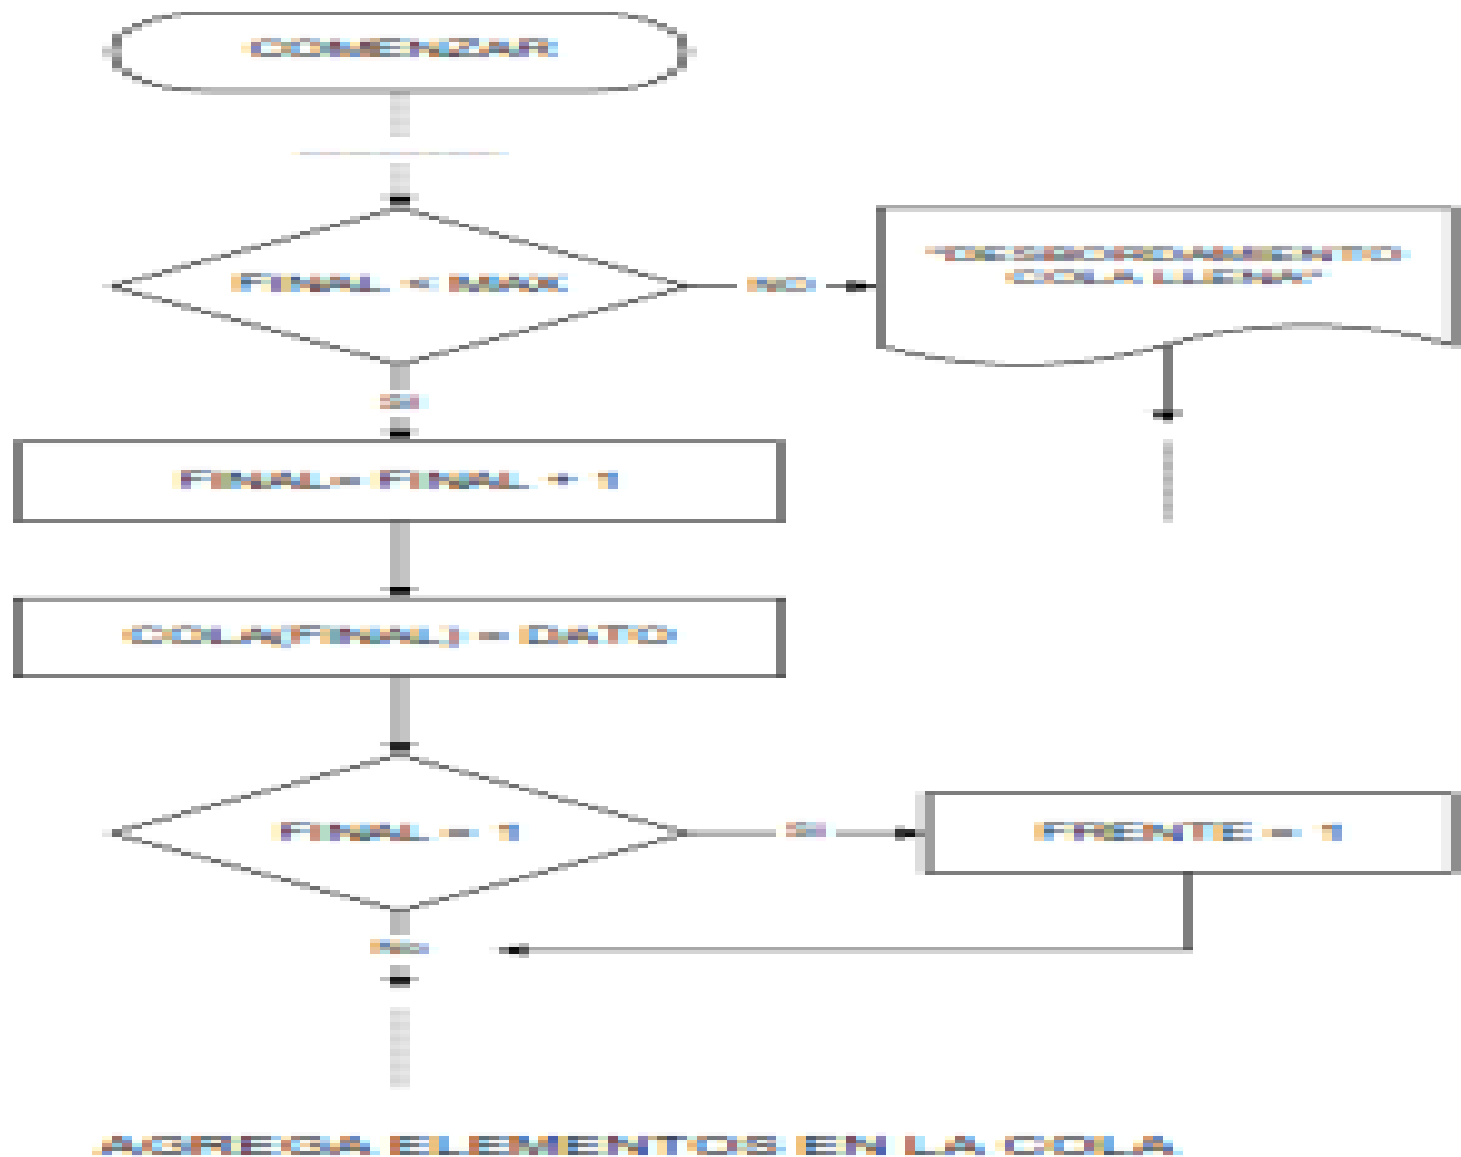 COMENZAR
FINAL < MAX
NO
"DESBORDAMIENTO
COLA LLENA"
SI
FINAL= FINAL + 1
COLA(FINAL) = DATO
FINAL = 1
SI
FRENTE = 1
NO
AGREGA ELEMENTOS EN LA COLA